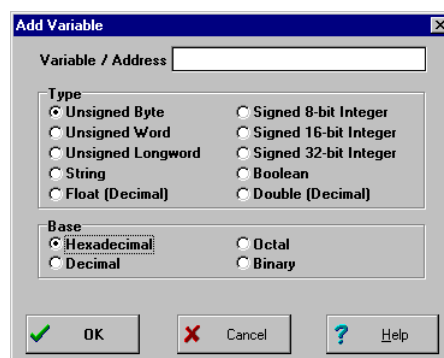 Add Variable
Variable / Address
Type
Unsigned Byte Signed 8-bit Integer
Unsigned Word Signed 16-bit Integer
Unsigned Longword Signed 32-bit Integer
String Boolean
Float (Decimal) Double (Decimal)
Base
Hexadecimal Octal
Decimal Binary
OK Cancel Help